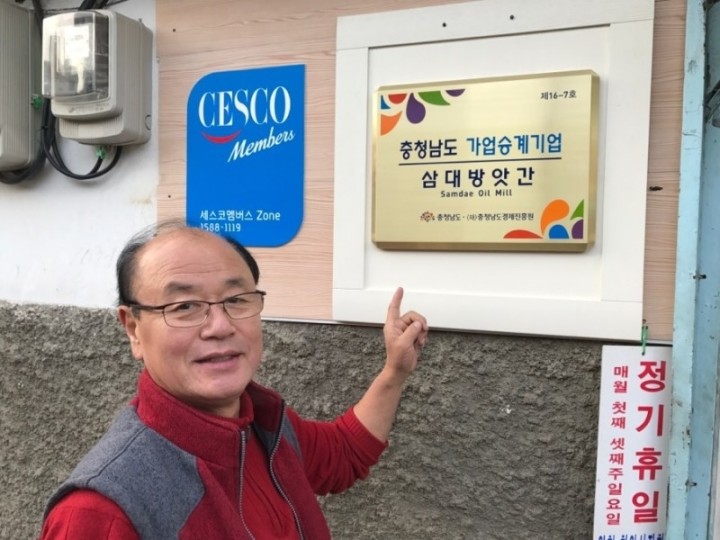 CESCO
Members
세스코멤버스 Zone
1588-1119
제16-7호
충청남도 가업승계기업
삼대방앗간
Samdae Oil Mill
충청남도 · (재)충청남도경제진흥원
정기휴일
매월 첫째 셋째주일요일